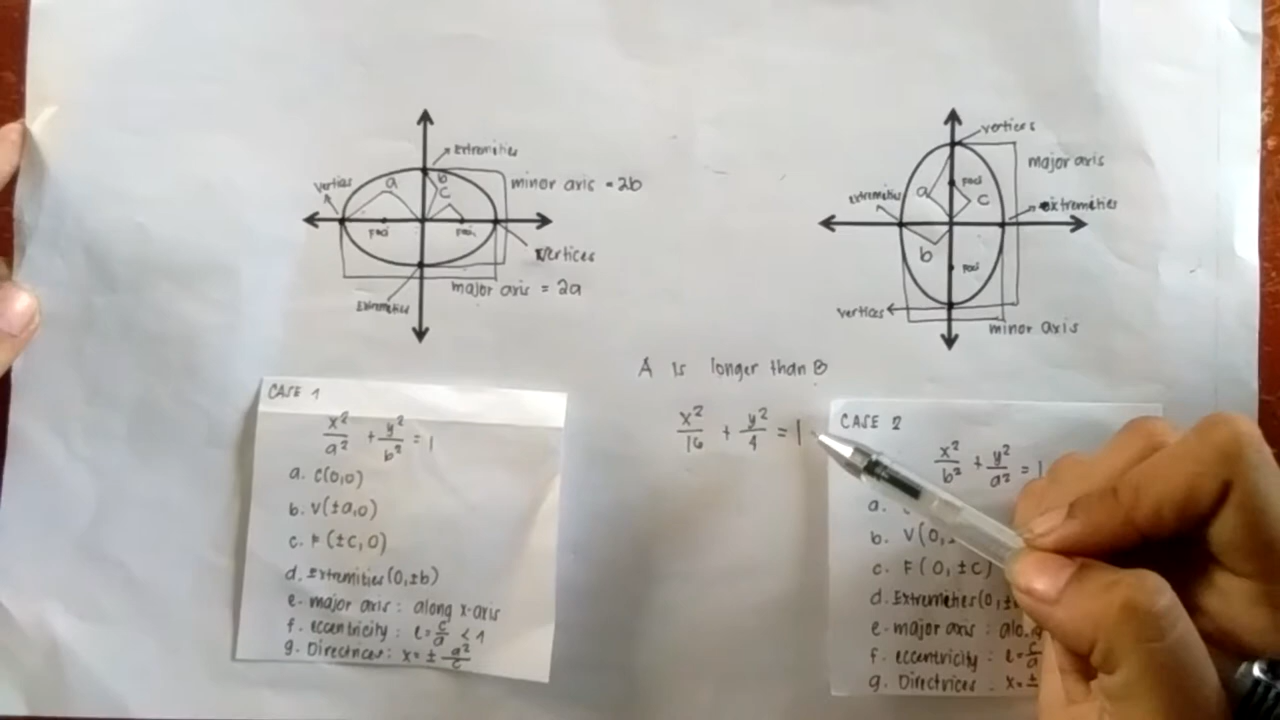 Extremities
Vertices
a
b
c
minor axis = 2b
Foci
Foci
Vertices
major axis = 2a
Extremities
vertices
major axis
a
Foci
c
Extremities
extremities
b
Foci
vertices
minor axis
A is longer than B
x²/16 + y²/4 = 1
CASE 1
x²/a² + y²/b² = 1
a. C(0,0)
b. V(±a,0)
c. F(±c, 0)
d. Extremities (0,±b)
e. major axis : along x-axis
f. eccentricity : e = c/a < 1
g. Directrices : x = ± a²/c
CASE 2
x²/b² + y²/a² = 1
a.
b. V(0,
c. F(0, ±c)
d. Extremeties(0, ±
e. major axis : along
f. eccentricity : e = c/a
g. Directrices - x = ±